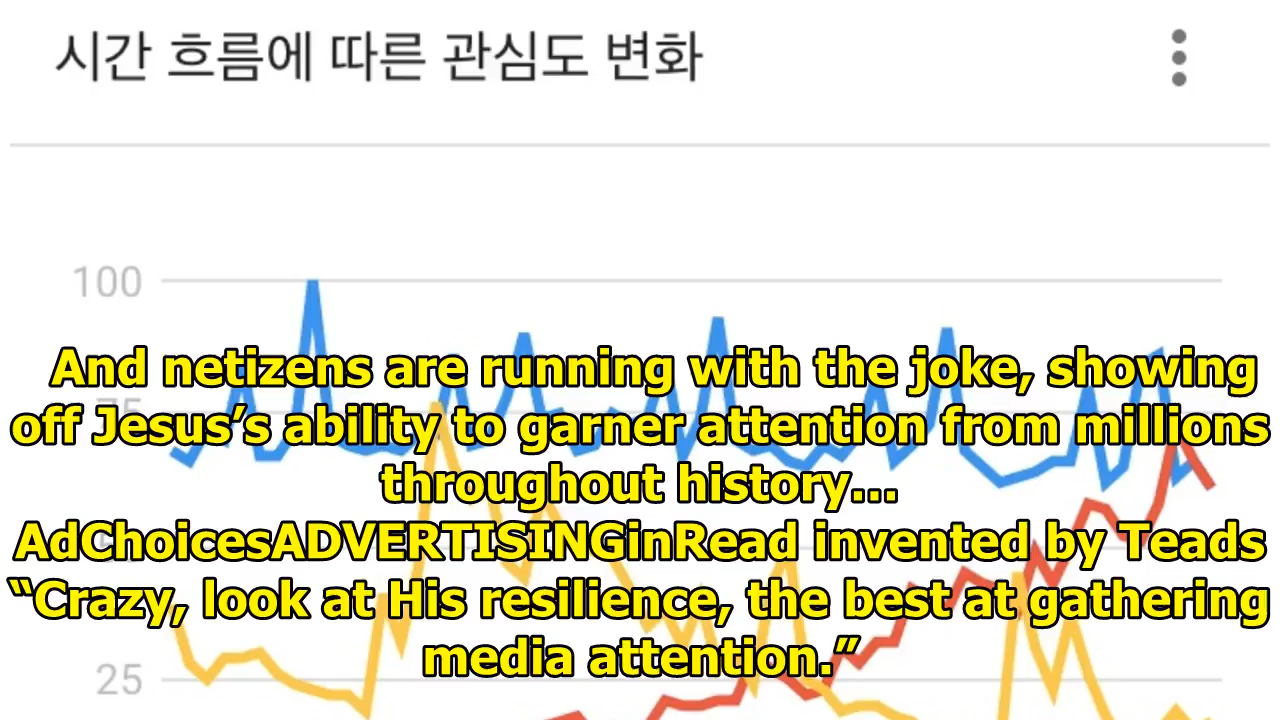 시간 흐름에 따른 관심도 변화
100
And netizens are running with the joke, showing
75
off Jesus’s ability to garner attention from millions
throughout history...
AdChoicesADVERTISINGinRead invented by Teads
“Crazy, look at His resilience, the best at gathering
media attention.”
25